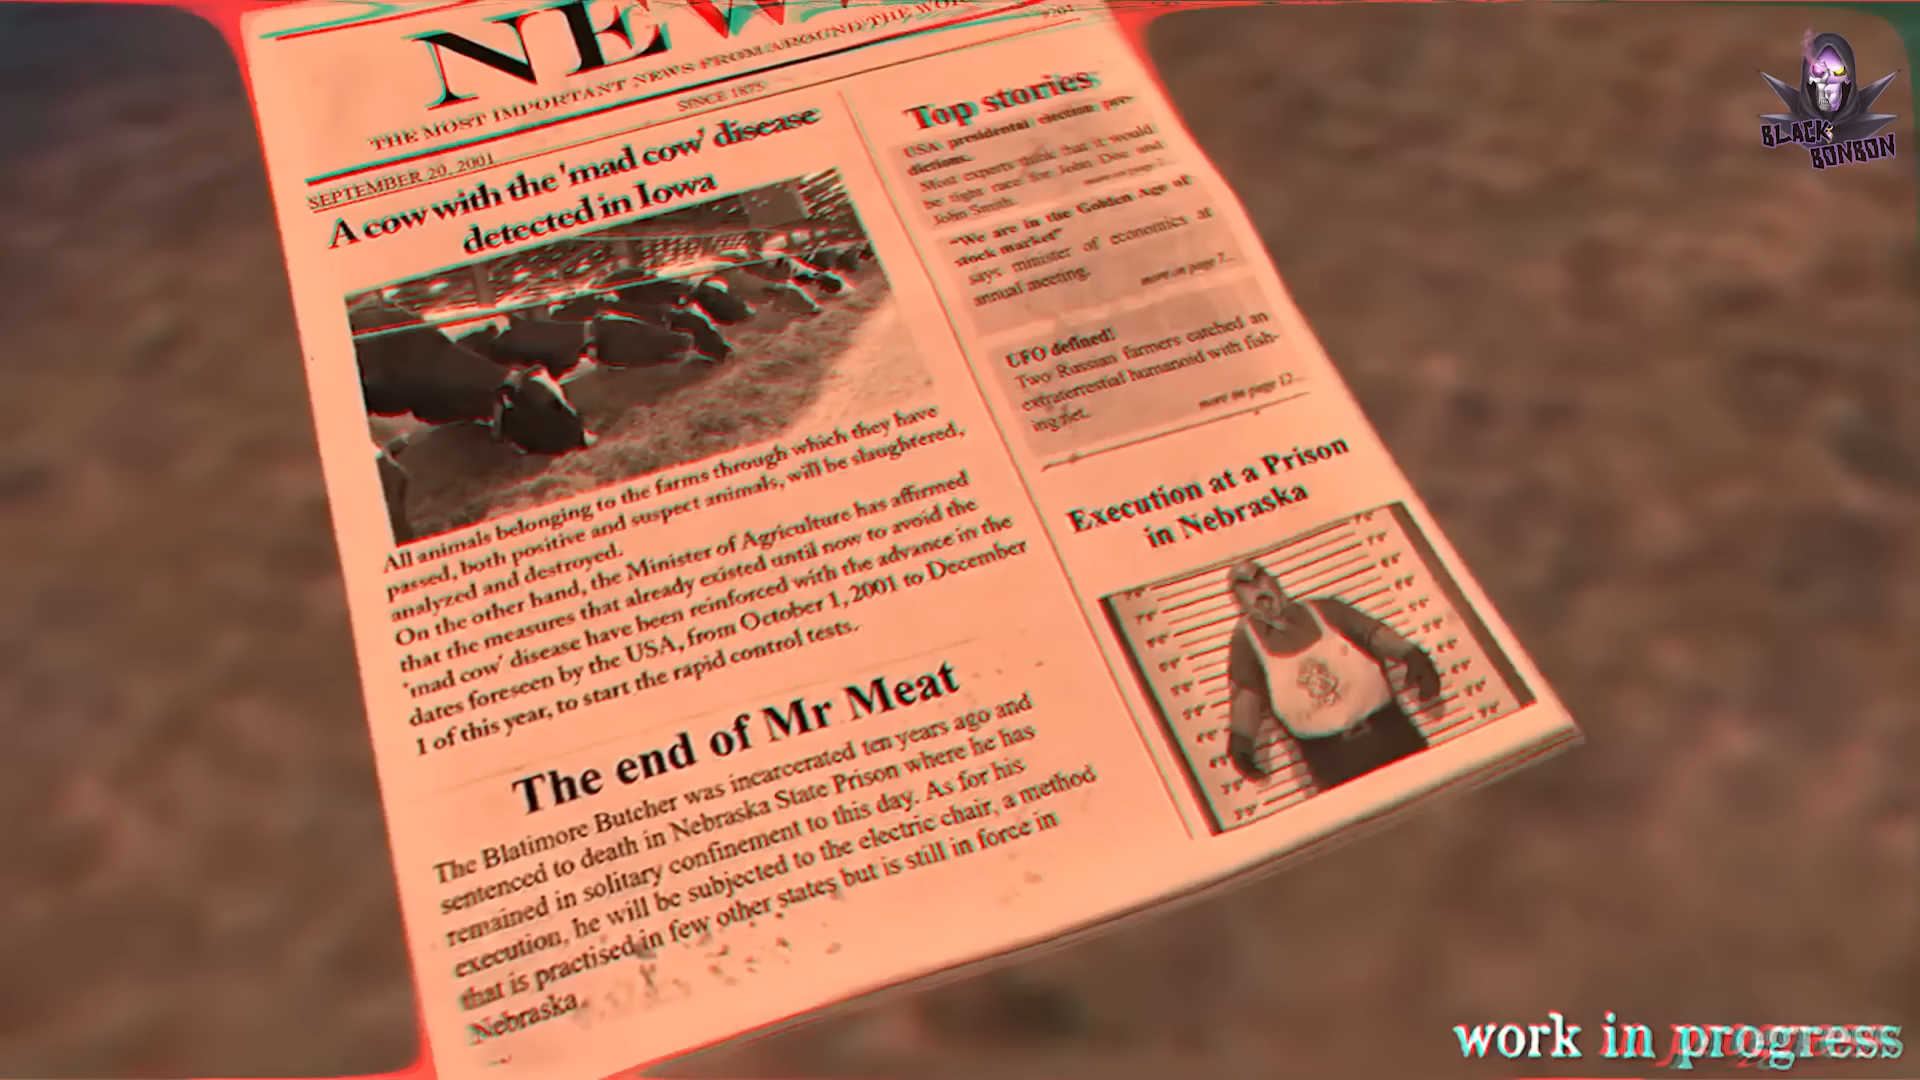 NEW
THE MOST IMPORTANT NEWS FROM AROUND THE WO
#201
SINCE 1875
SEPTEMBER 20, 2001
A cow with the 'mad cow' disease
detected in Iowa
All animals belonging to the farms through which they have
passed, both positive and suspect animals, will be slaughtered,
analyzed and destroyed.
On the other hand, the Minister of Agriculture has affirmed
that the measures that already existed until now to avoid the
'mad cow' disease have been reinforced with the advance in the
dates foreseen by the USA, from October 1, 2001 to December
1 of this year, to start the rapid control tests.
The end of Mr Meat
The Blatimore Butcher was incarcerated ten years ago and
sentenced to death in Nebraska State Prison where he has
remained in solitary confinement to this day. As for his
execution, he will be subjected to the electric chair, a method
that is practised in few other states but is still in force in
Nebraska.
Top stories
USA presidential election pre-
dictions.
Most experts think that it would
be tight race for John Doe and
John Smith.
"We are in the Golden Age of
stock market"
says minister of economics at
annual meeting.
more on page 7...
UFO defined!
Two Russian farmers catched an
extraterrestial humanoid with fish-
ing net.
more on page 12...
Execution at a Prison
in Nebraska
BLACK
BONBON
work in progress